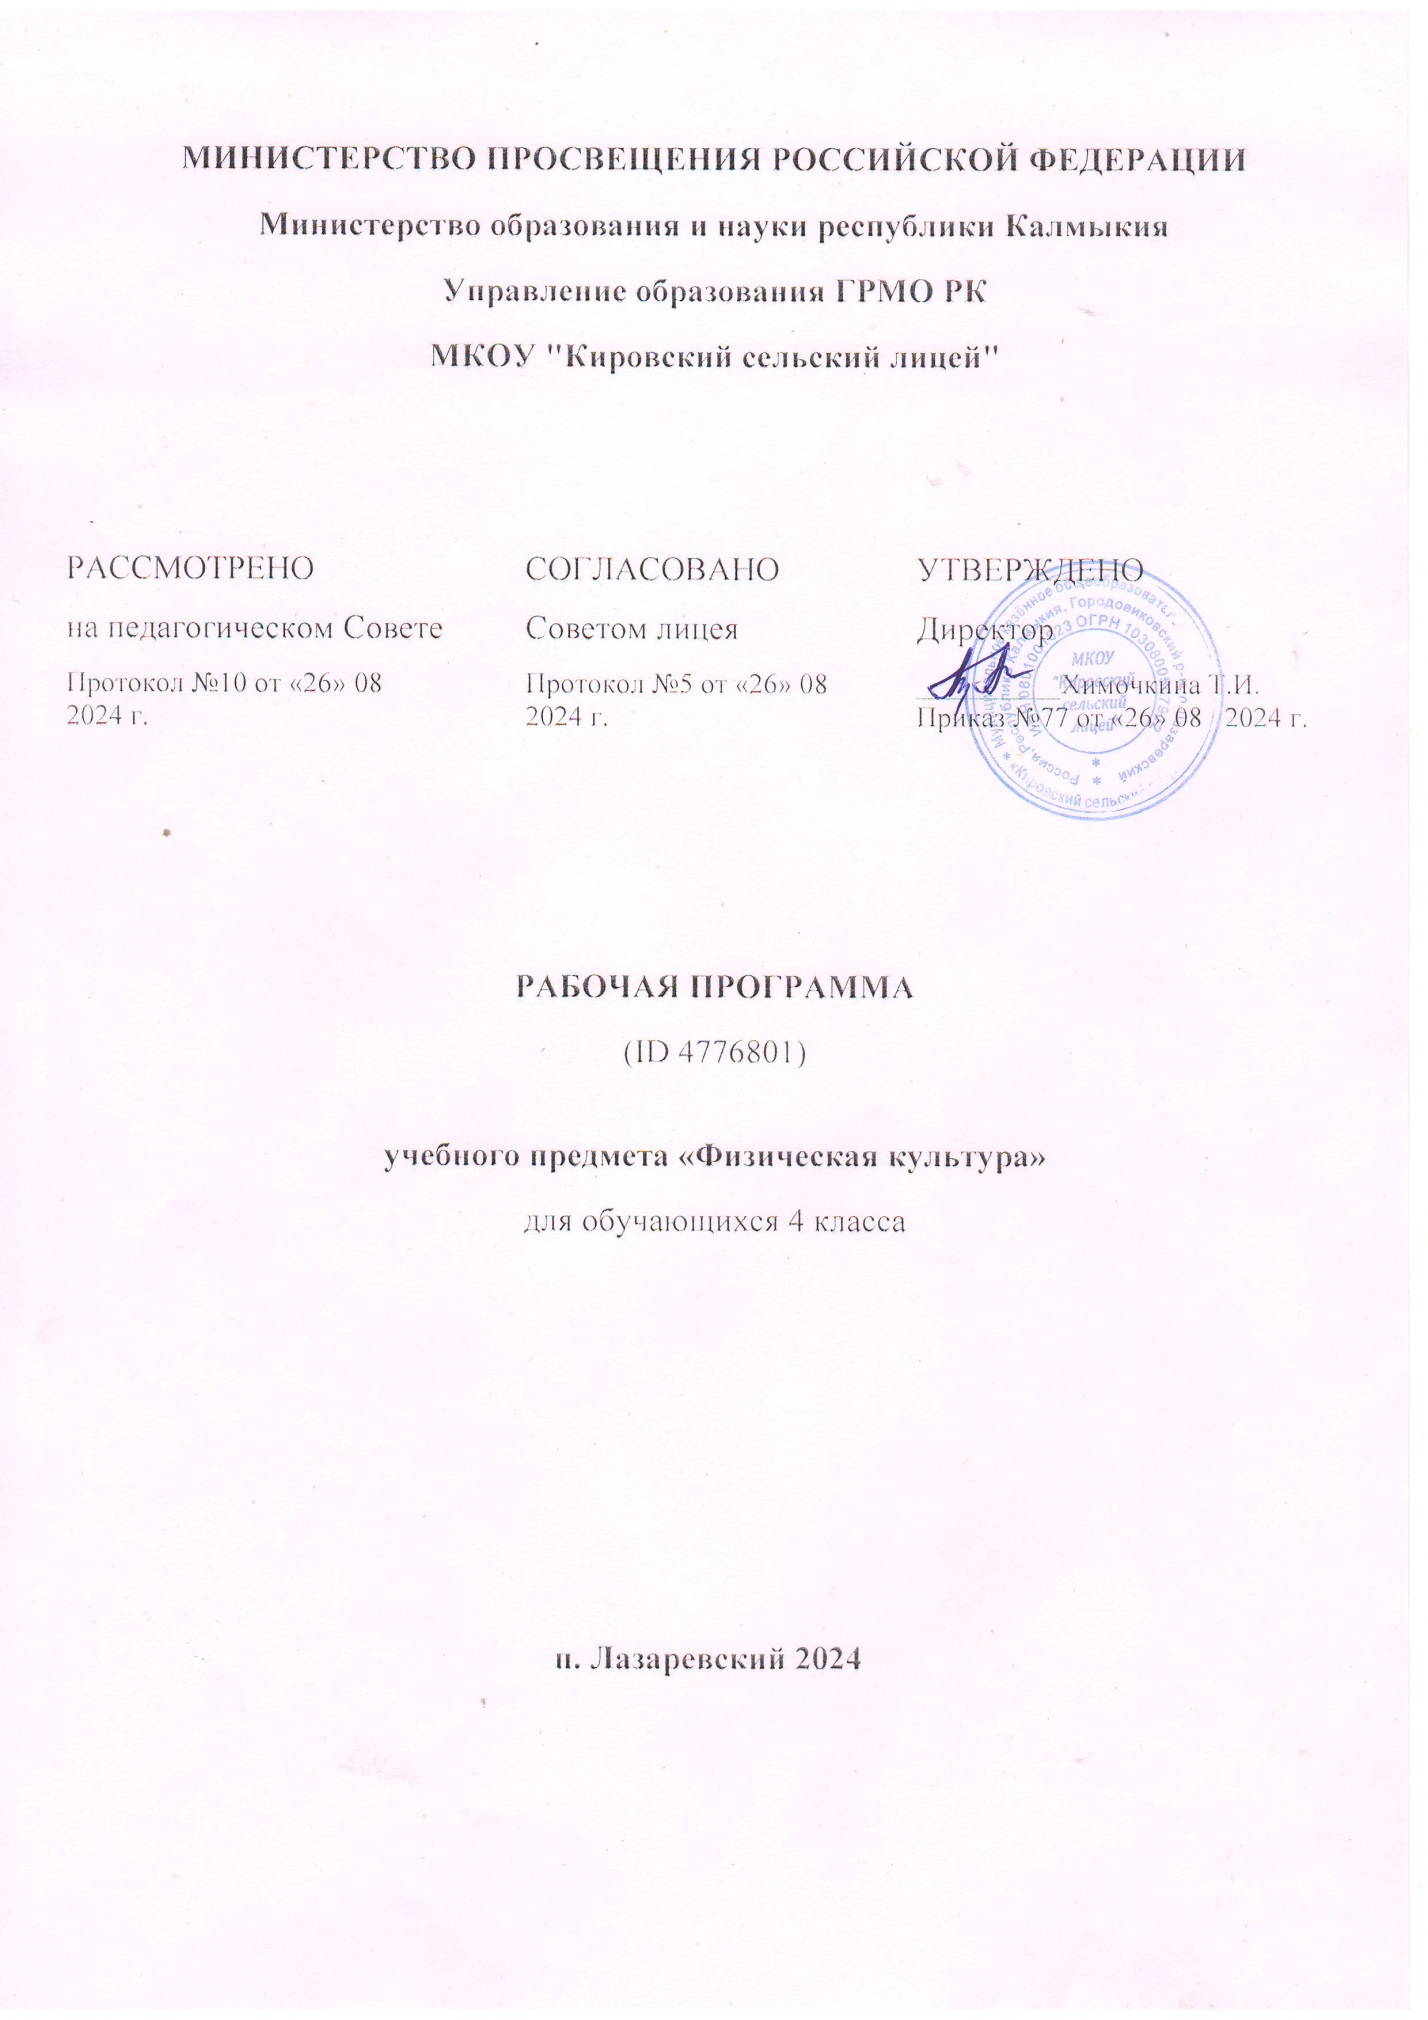 МИНИСТЕРСТВО ПРОСВЕЩЕНИЯ РОССИЙСКОЙ ФЕДЕРАЦИИ
Министерство образования и науки республики Калмыкия
Управление образования ГРМО РК
МКОУ "Кировский сельский лицей"
РАССМОТРЕНО
на педагогическом Совете
Протокол №10 от «26» 08
2024 г.
СОГЛАСОВАНО
Советом лицея
Протокол №5 от «26» 08
2024 г.
УТВЕРЖДЕНО
Директор
Химочкина Т.И.
Приказ №77 от «26» 08 2024 г.
МКОУ
"Кировский
сельский
лицей"
РАБОЧАЯ ПРОГРАММА
(ID 4776801)
учебного предмета «Физическая культура»
для обучающихся 4 класса
п. Лазаревский 2024